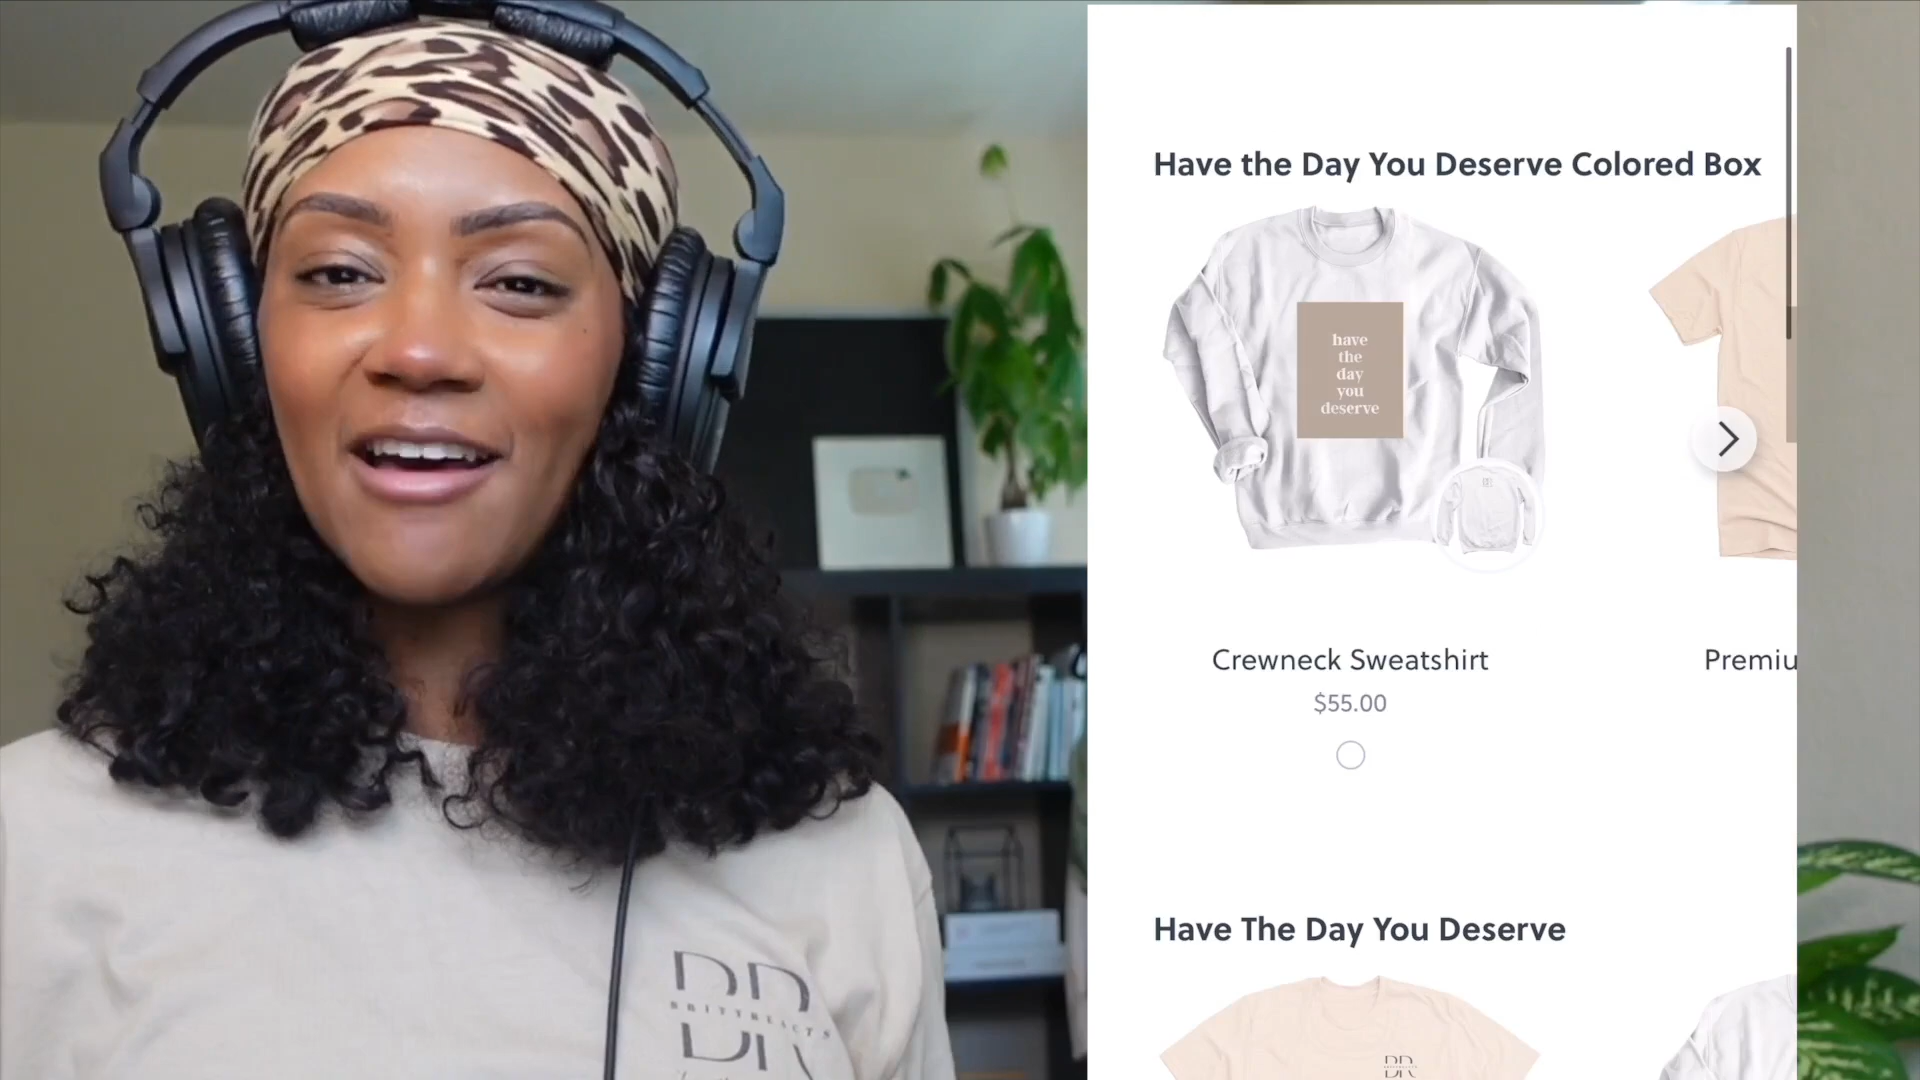 BRITTREACTS
Have the Day You Deserve Colored Box
have
the
day
you
deserve
Crewneck Sweatshirt
$55.00
Premiu
Have The Day You Deserve